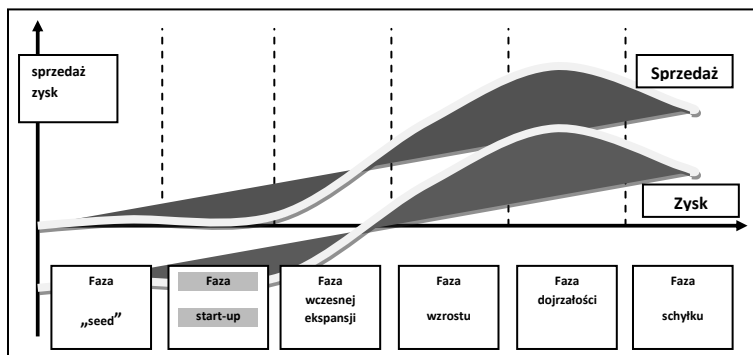 sprzedaż
zysk
Sprzedaż
Zysk
Faza
„seed”
Faza
start-up
Faza
wczesnej
ekspansji
Faza
wzrostu
Faza
dojrzałości
Faza
schyłku